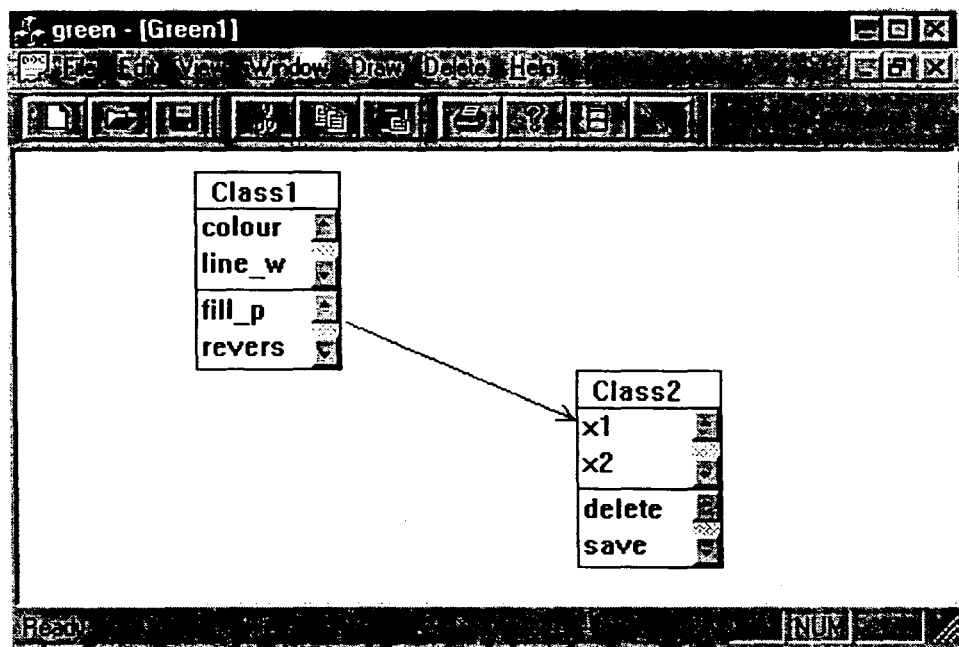 green - [Green1]
File Edit View Window Draw Delete Help
Class1
colour
line_w
fill_p
revers
Class2
x1
x2
delete
save
Ready
NUM